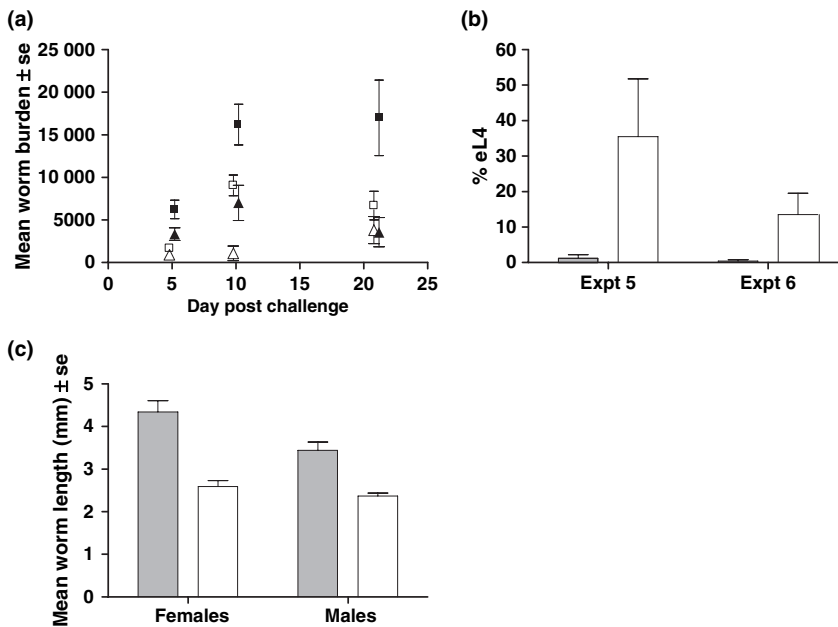 (a)
Mean worm burden ± se
25 000
20 000
15 000
10 000
5000
0
0 5 10 15 20 25
Day post challenge
(b)
% eL4
60
50
40
30
20
10
0
Expt 5 Expt 6
(c)
Mean worm length (mm) ± se
5
4
3
2
1
0
Females Males